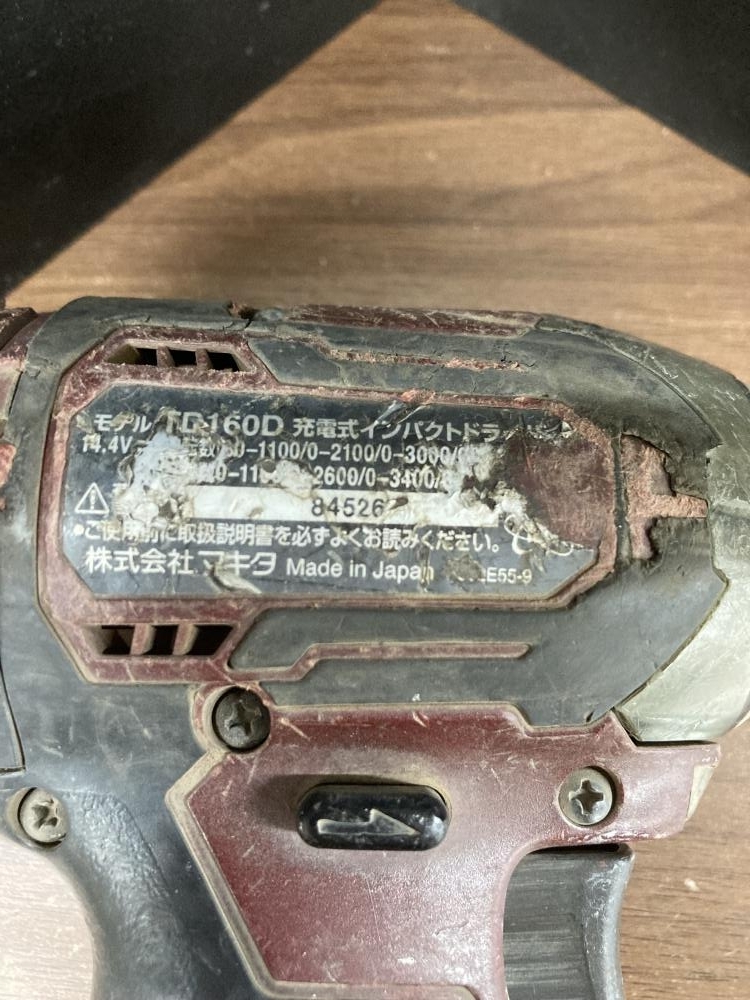 モデル TD160D 充電式インパクトドラ
14.4V 0-1100/0-2100/0-3000/
2600/0-3400/
84526
●ご使用前に取扱説明書を必ずよくお読みください。
株式会社 マキタ Made in Japan E55-9